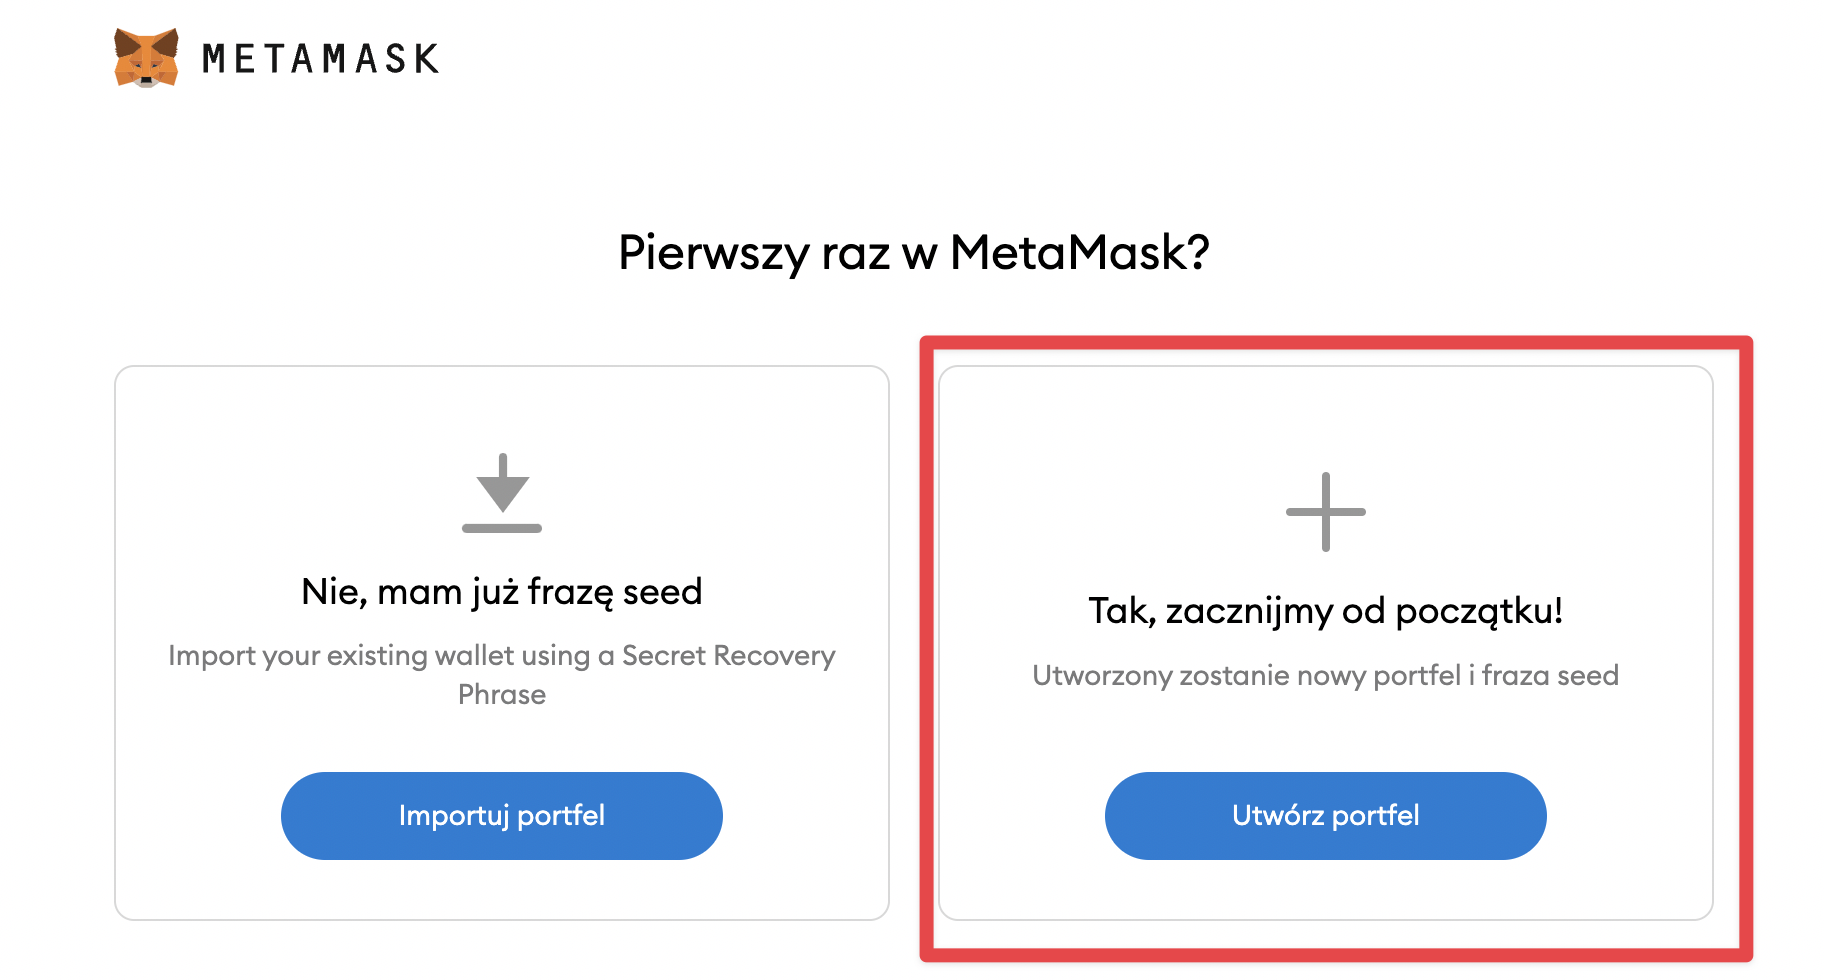 METAMASK
Pierwszy raz w MetaMask?
Nie, mam już frazę seed
Import your existing wallet using a Secret Recovery
Phrase
Importuj portfel
Tak, zacznijmy od początku!
Utworzony zostanie nowy portfel i fraza seed
Utwórz portfel